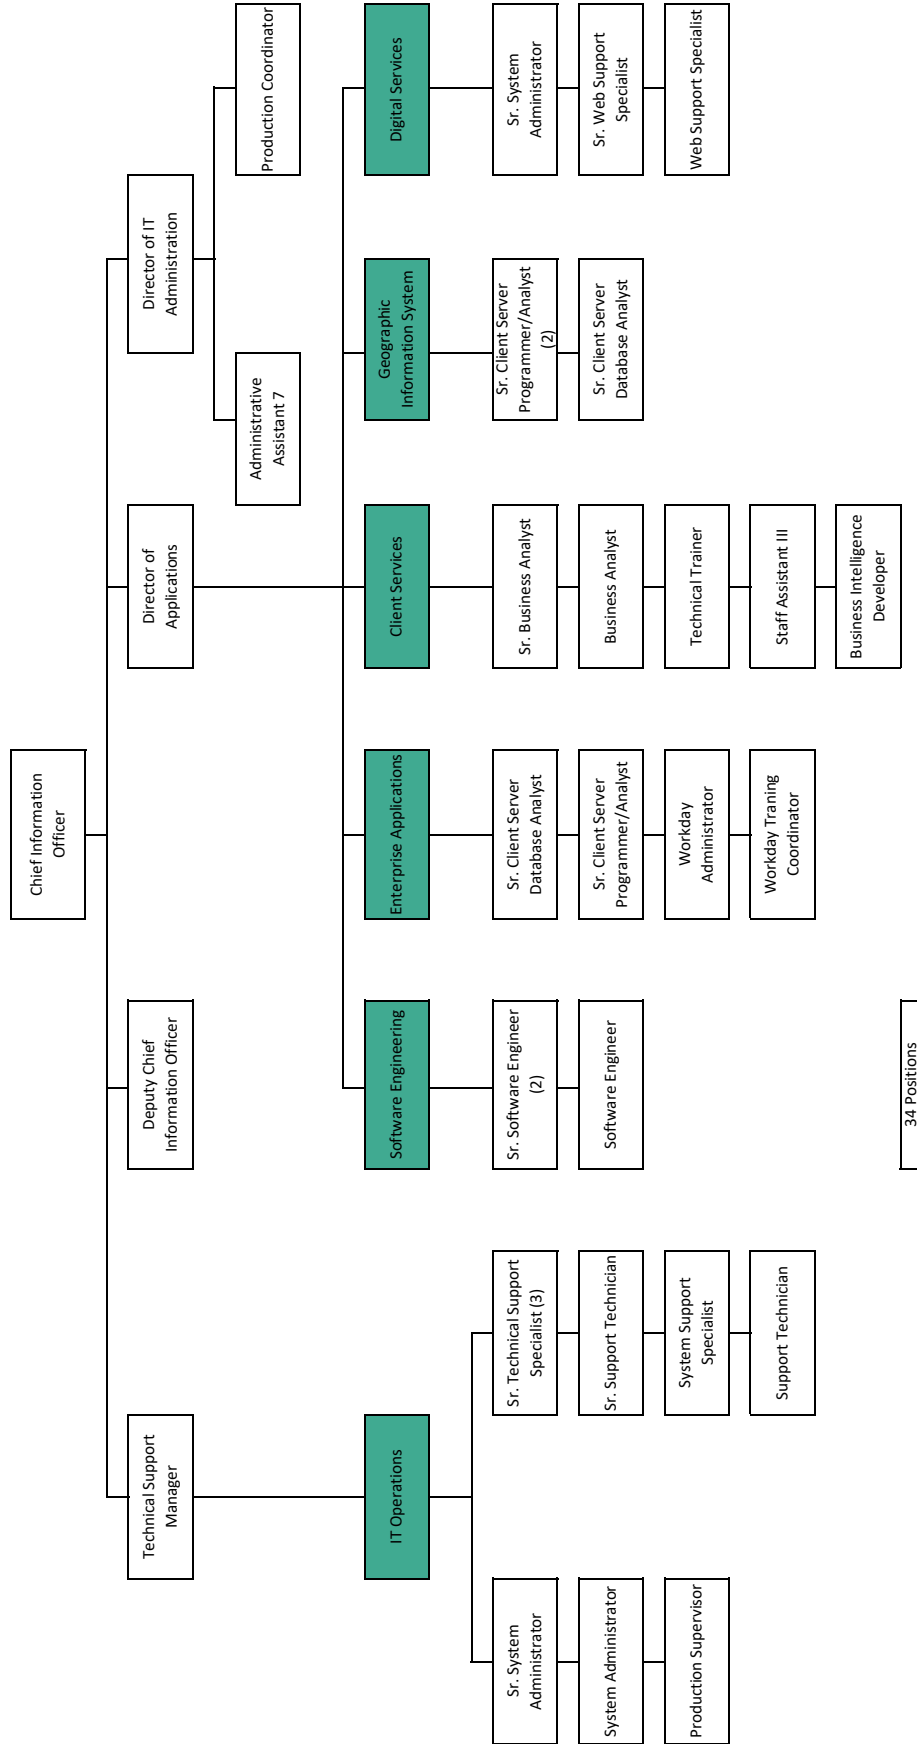 Chief Information
Officer
Technical Support
Manager
Deputy Chief
Information Officer
Director of
Applications
Director of IT
Administration
Administrative
Assistant 7
Production Coordinator
IT Operations
Software Engineering
Enterprise Applications
Client Services
Geographic
Information System
Digital Services
Sr. System
Administrator
System Administrator
Production Supervisor
Sr. Technical Support
Specialist (3)
Sr. Support Technician
System Support
Specialist
Support Technician
Sr. Software Engineer
(2)
Software Engineer
Sr. Client Server
Database Analyst
Sr. Client Server
Programmer/Analyst
Workday
Administrator
Workday Traning
Coordinator
Sr. Business Analyst
Business Analyst
Technical Trainer
Staff Assistant III
Business Intelligence
Developer
Sr. Client Server
Programmer/Analyst
(2)
Sr. Client Server
Database Analyst
Sr. System
Administrator
Sr. Web Support
Specialist
Web Support Specialist
34 Positions